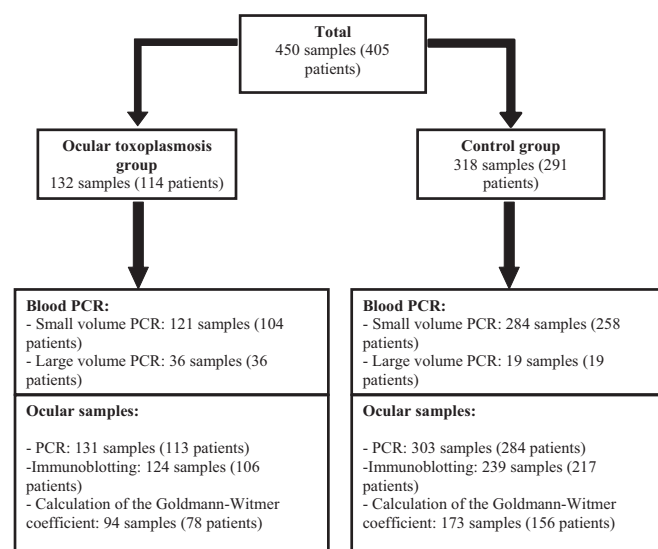 Total
450 samples (405
patients)
Ocular toxoplasmosis
group
132 samples (114 patients)
Control group
318 samples (291
patients)
Blood PCR:
- Small volume PCR: 121 samples (104
patients)
- Large volume PCR: 36 samples (36
patients)
Ocular samples:
- PCR: 131 samples (113 patients)
-Immunoblotting: 124 samples (106
patients)
- Calculation of the Goldmann-Witmer
coefficient: 94 samples (78 patients)
Blood PCR:
- Small volume PCR: 284 samples (258
patients)
- Large volume PCR: 19 samples (19
patients)
Ocular samples:
- PCR: 303 samples (284 patients)
-Immunoblotting: 239 samples (217
patients)
- Calculation of the Goldmann-Witmer
coefficient: 173 samples (156 patients)